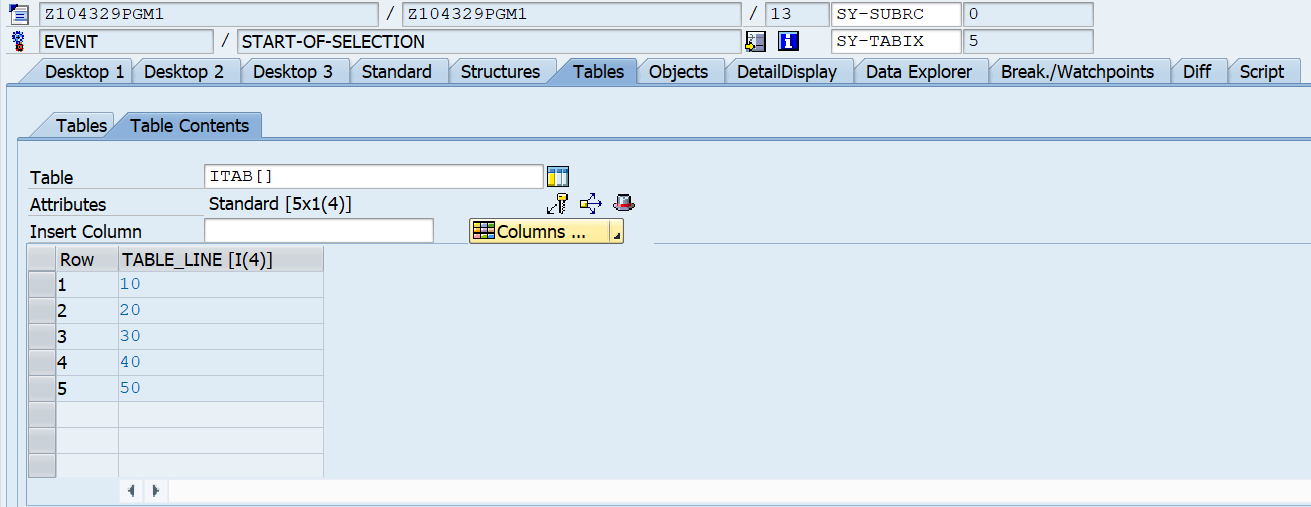 Z104329PGM1 / Z104329PGM1 / 13 SY-SUBRC 0
EVENT / START-OF-SELECTION SY-TABIX 5
Desktop 1 Desktop 2 Desktop 3 Standard Structures Tables Objects DetailDisplay Data Explorer Break./Watchpoints Diff Script
Tables Table Contents
Table ITAB[]
Attributes Standard [5x1(4)]
Insert Column Columns ...
Row TABLE_LINE [I(4)]
1 10
2 20
3 30
4 40
5 50